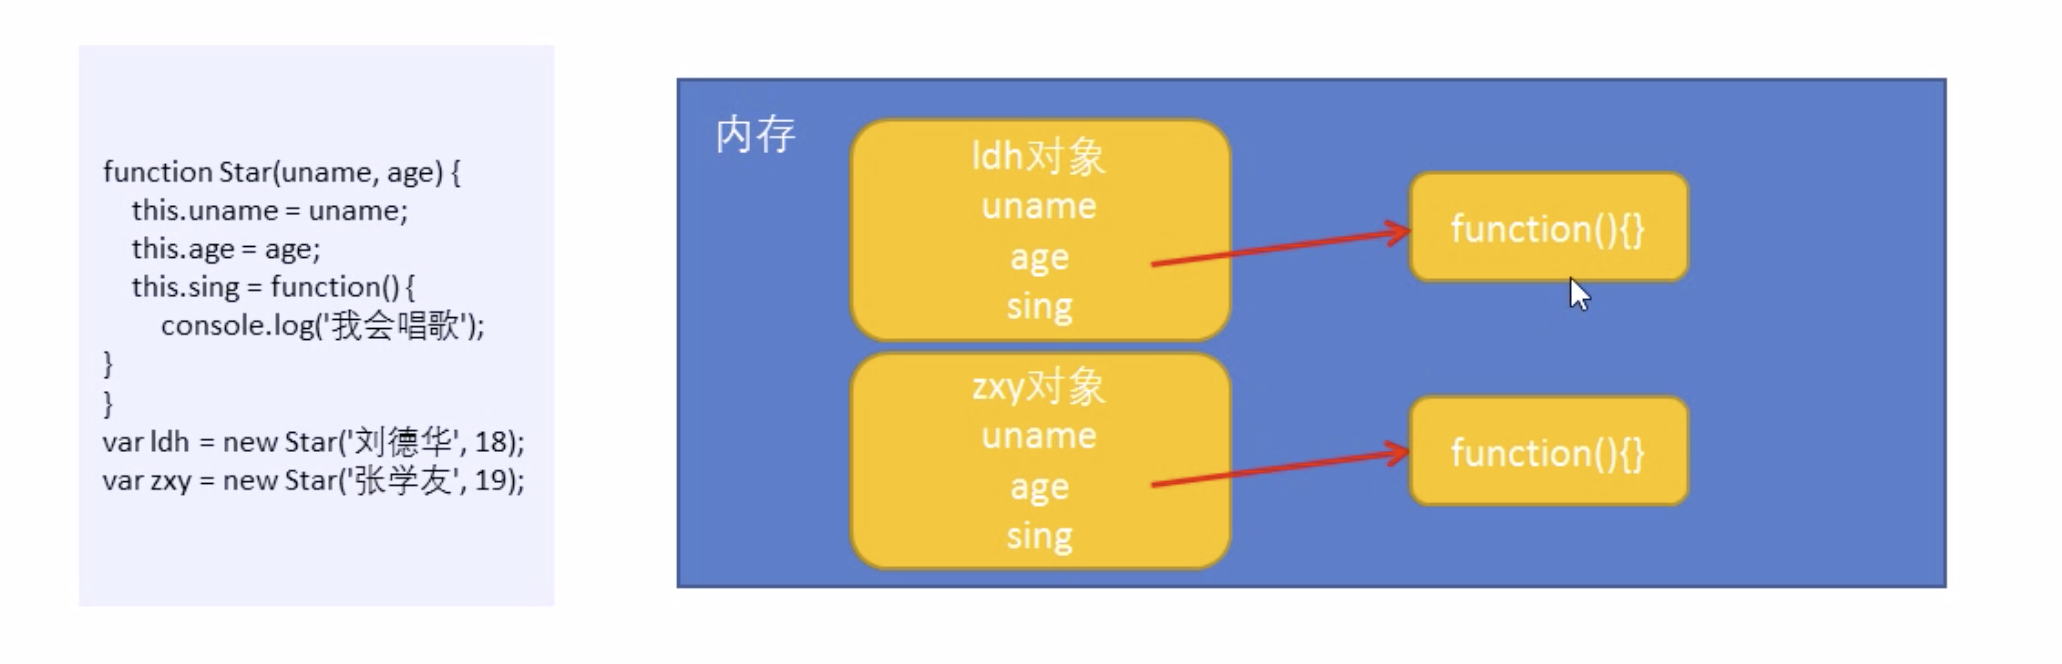 function Star(uname, age) {
this.uname = uname;
this.age = age;
this.sing = function() {
console.log('我会唱歌');
}
}
var ldh = new Star('刘德华', 18);
var zxy = new Star('张学友', 19);
内存
ldh对象
uname
age
sing
function(){}
zxy对象
uname
age
sing
function(){}